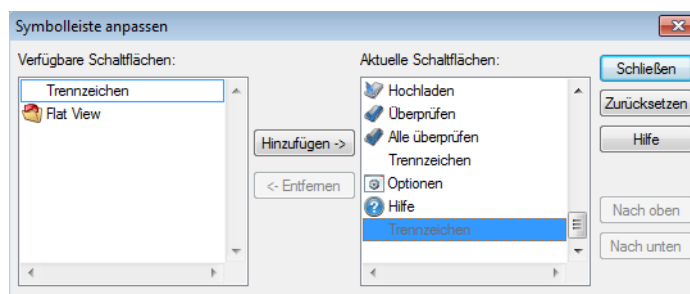 Symbolleiste anpassen
Verfügbare Schaltflächen:
Trennzeichen
Flat View
Hinzufügen ->
<- Entfernen
Aktuelle Schaltflächen:
Hochladen
Überprüfen
Alle überprüfen
Trennzeichen
Optionen
Hilfe
Trennzeichen
Schließen
Zurücksetzen
Hilfe
Nach oben
Nach unten